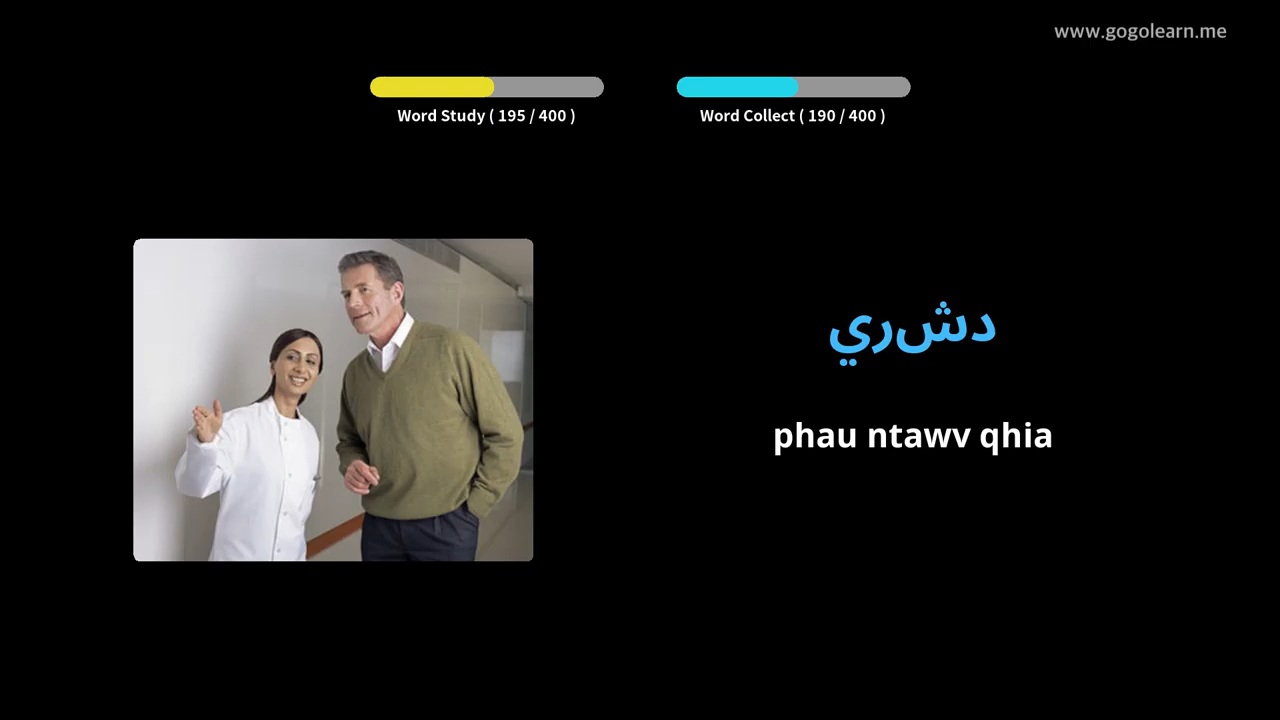 www.gogolearn.me
Word Study ( 195 / 400 )
Word Collect ( 190 / 400 )
دشري
phau ntawv qhia